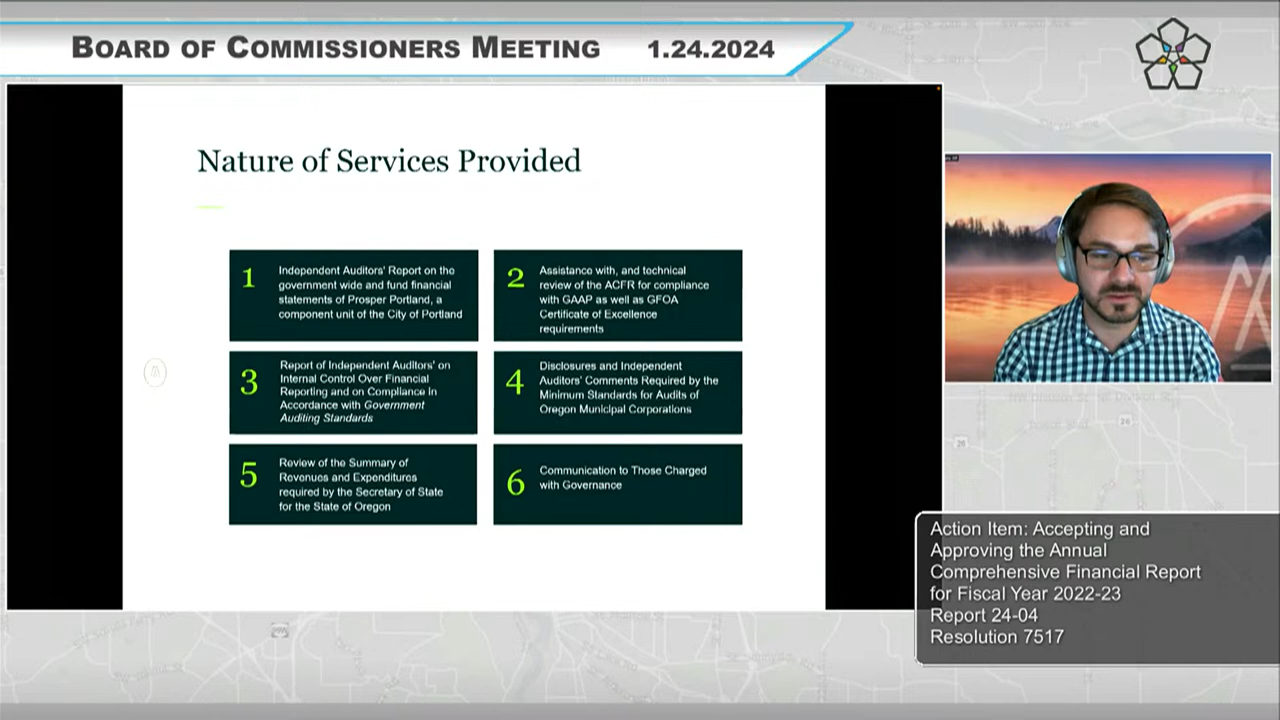 BOARD OF COMMISSIONERS MEETING 1.24.2024
Nature of Services Provided
1
Independent Auditors' Report on the
government wide and fund financial
statements of Prosper Portland, a
component unit of the City of Portland
2
Assistance with, and technical
review of the ACFR for compliance
with GAAP as well as GFOA
Certificate of Excellence
requirements
3
Report of Independent Auditors' on
Internal Control Over Financial
Reporting and on Compliance In
Accordance with Government
Auditing Standards
4
Disclosures and Independent
Auditors' Comments Required by the
Minimum Standards for Audits of
Oregon Municipal Corporations
5
Review of the Summary of
Revenues and Expenditures
required by the Secretary of State
for the State of Oregon
6
Communication to Those Charged
with Governance
Action Item: Accepting and
Approving the Annual
Comprehensive Financial Report
for Fiscal Year 2022-23
Report 24-04
Resolution 7517
26
26